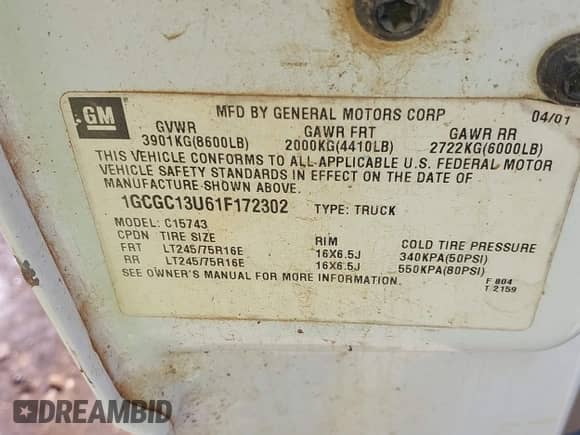 GM
MFD BY GENERAL MOTORS CORP 04/01
GVWR GAWR FRT GAWR RR
3901KG(8600LB) 2000KG(4410LB) 2722KG(6000LB)
THIS VEHICLE CONFORMS TO ALL APPLICABLE U.S. FEDERAL MOTOR
VEHICLE SAFETY STANDARDS IN EFFECT ON THE DATE OF
MANUFACTURE SHOWN ABOVE.
1GCGC13U61F172302 TYPE: TRUCK
MODEL: C15743
CPDN TIRE SIZE RIM COLD TIRE PRESSURE
FRT LT245/75R16E 16X6.5J 340KPA(50PSI)
RR LT245/75R16E 16X6.5J 550KPA(80PSI)
SEE OWNER'S MANUAL FOR MORE INFORMATION.
F 804
T 2159
DREAMBID